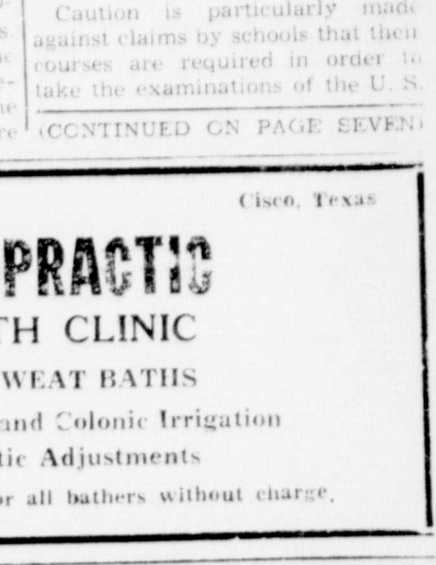 Caution is particularly made
against claims by schools that their
courses are required in order to
take the examinations of the U. S.
(CONTINUED ON PAGE SEVEN)
Cisco, Texas
PRACTIC
TH CLINIC
WEAT BATHS
and Colonic Irrigation
tic Adjustments
or all bathers without charge.